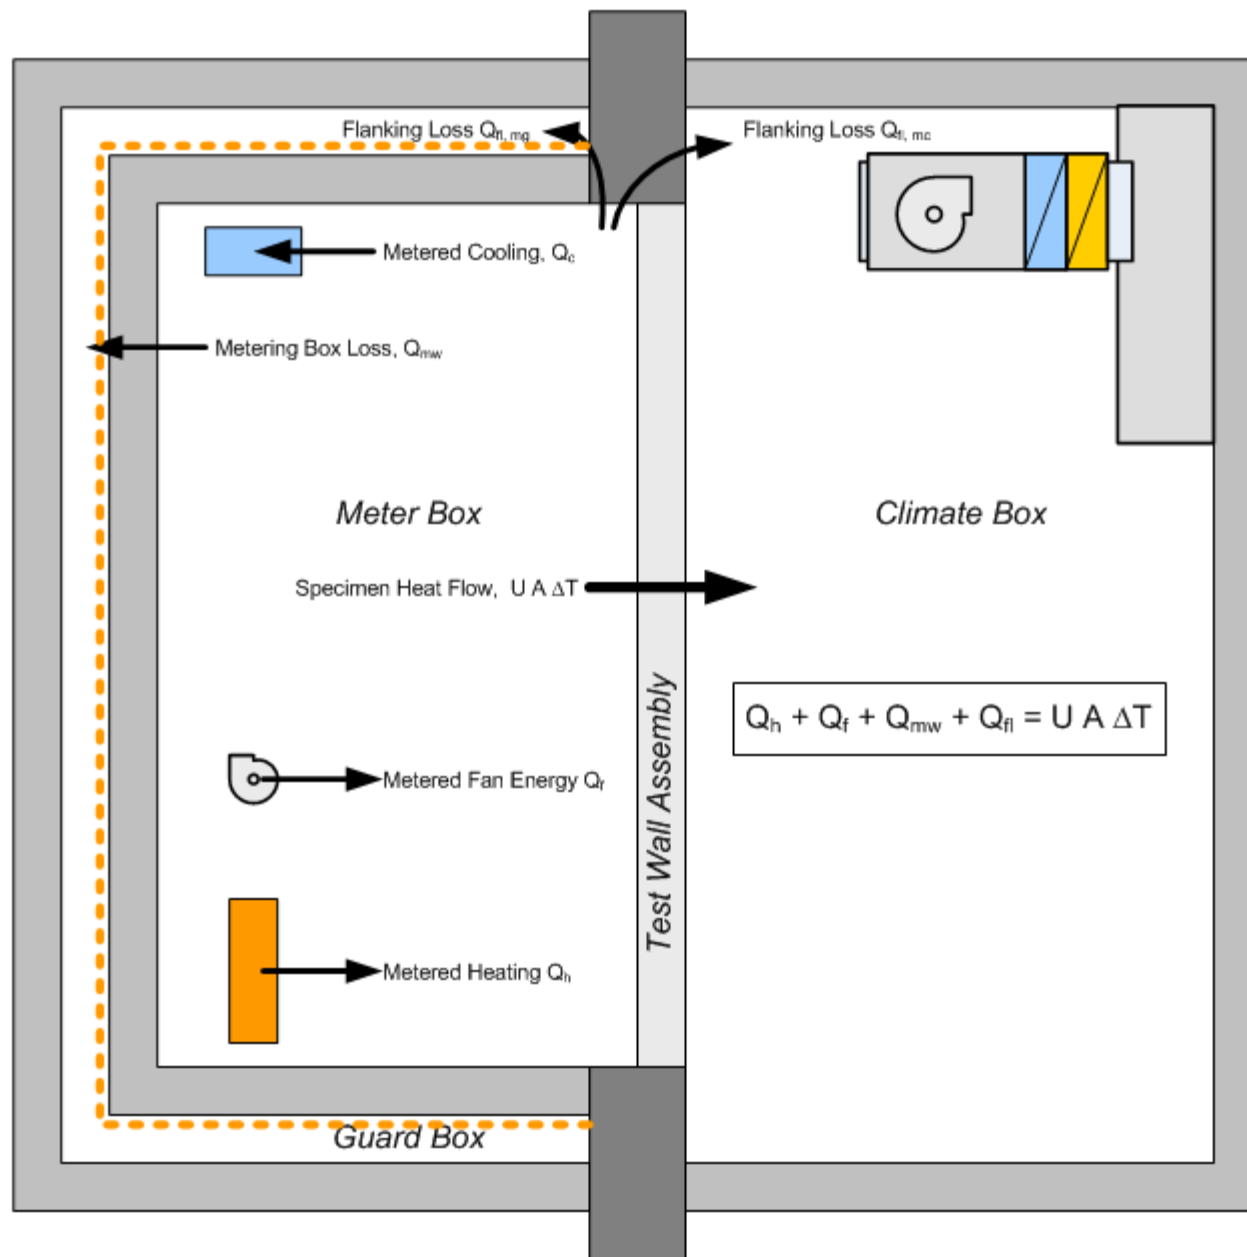 Flanking Loss Qfl, mg
Flanking Loss Qfl, mc
Metered Cooling, Qc
Metering Box Loss, Qmw
Meter Box
Climate Box
Specimen Heat Flow, U A ΔT
Test Wall Assembly
Qh + Qf + Qmw + Qfl = U A ΔT
Metered Fan Energy Qf
Metered Heating Qh
Guard Box